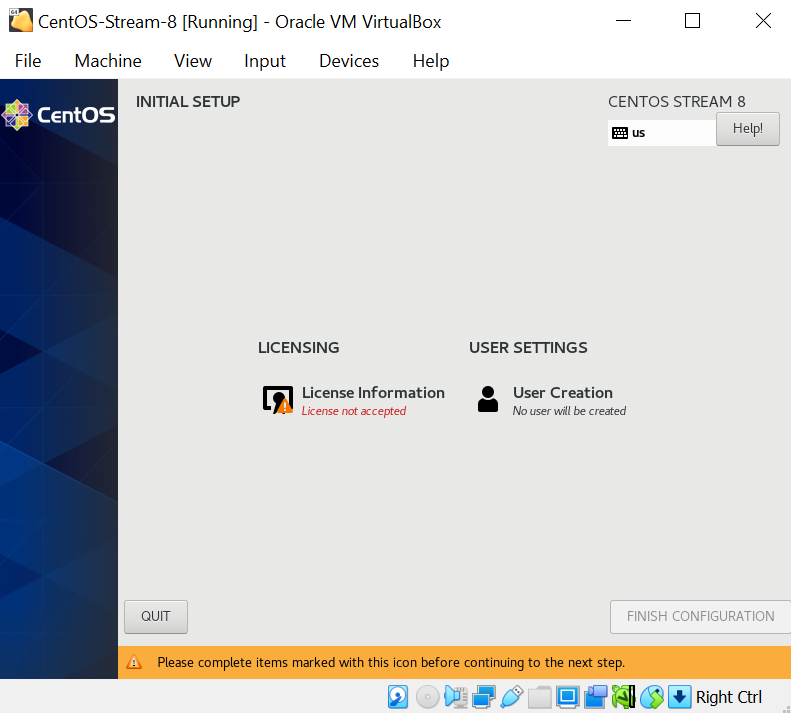 CentOS-Stream-8 [Running] - Oracle VM VirtualBox
File Machine View Input Devices Help
CentOS
INITIAL SETUP
CENTOS STREAM 8
us
Help!
LICENSING
USER SETTINGS
License Information
License not accepted
User Creation
No user will be created
QUIT
FINISH CONFIGURATION
Please complete items marked with this icon before continuing to the next step.
Right Ctrl